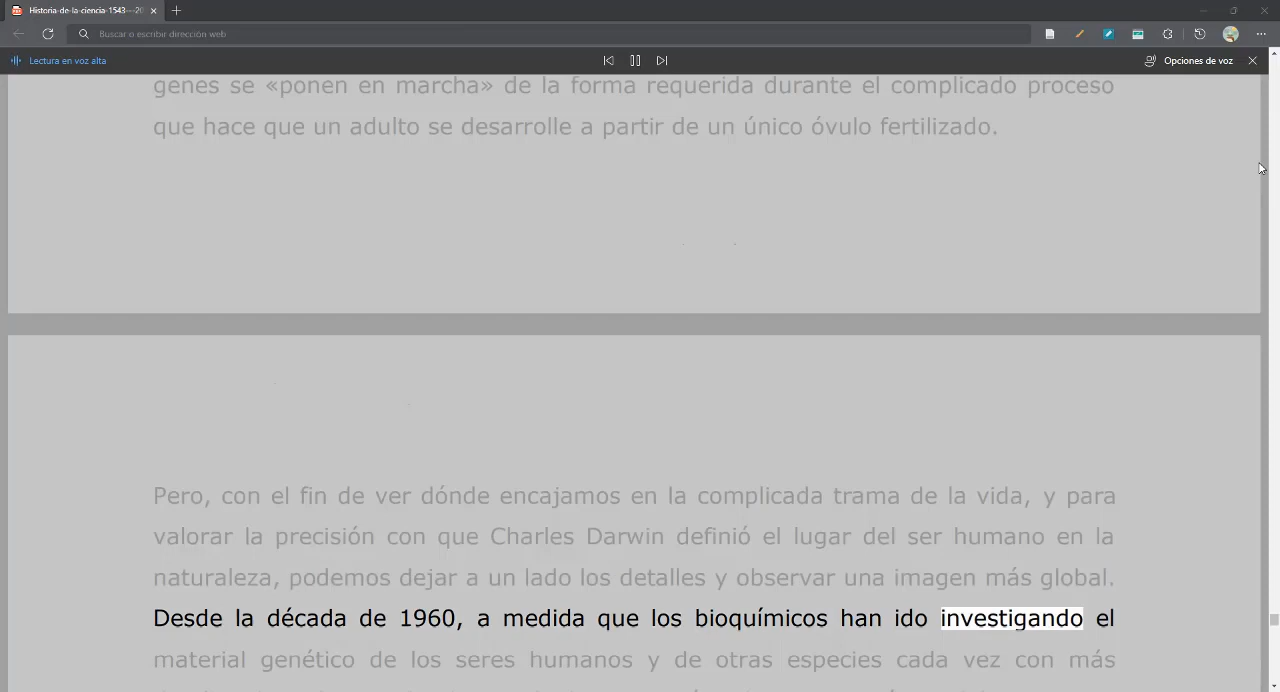 Historia-de-la-ciencia-1543---20
Buscar o escribir dirección web
Lectura en voz alta
Opciones de voz
genes se «ponen en marcha» de la forma requerida durante el complicado proceso
que hace que un adulto se desarrolle a partir de un único óvulo fertilizado.
Pero, con el fin de ver dónde encajamos en la complicada trama de la vida, y para
valorar la precisión con que Charles Darwin definió el lugar del ser humano en la
naturaleza, podemos dejar a un lado los detalles y observar una imagen más global.
Desde la década de 1960, a medida que los bioquímicos han ido investigando el
material genético de los seres humanos y de otras especies cada vez con más